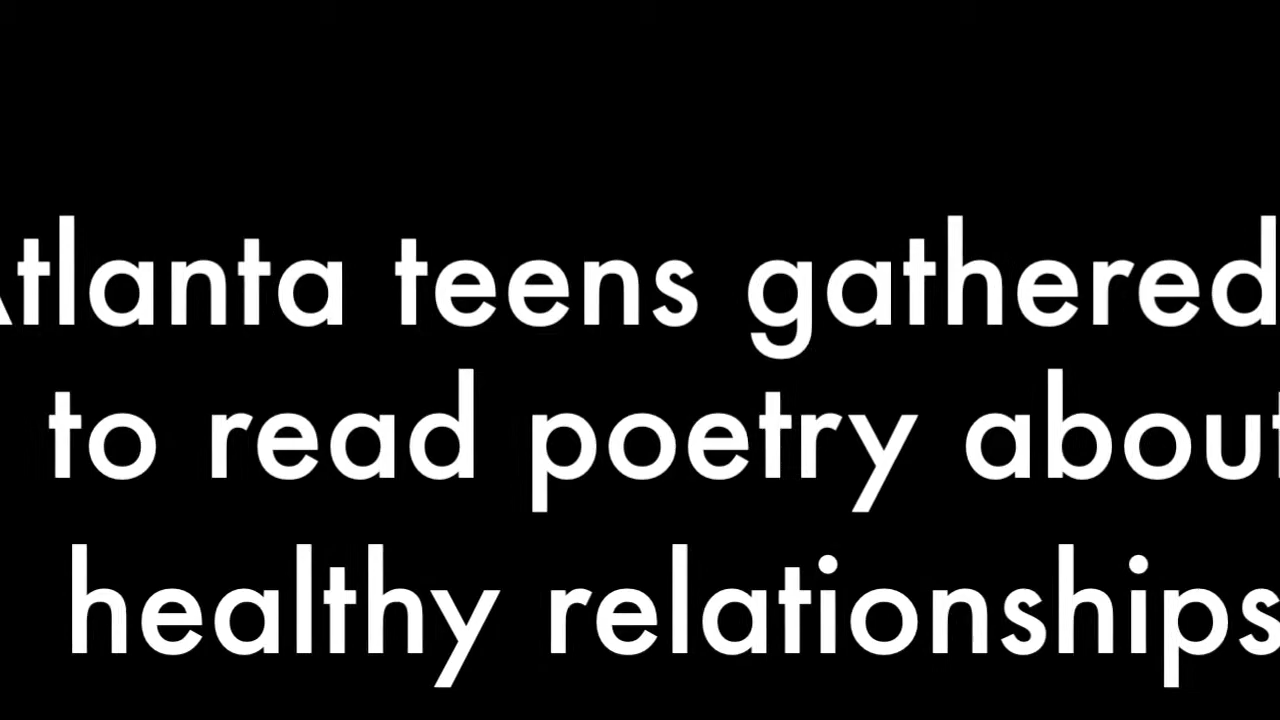 Atlanta teens gathered
to read poetry about
healthy relationships